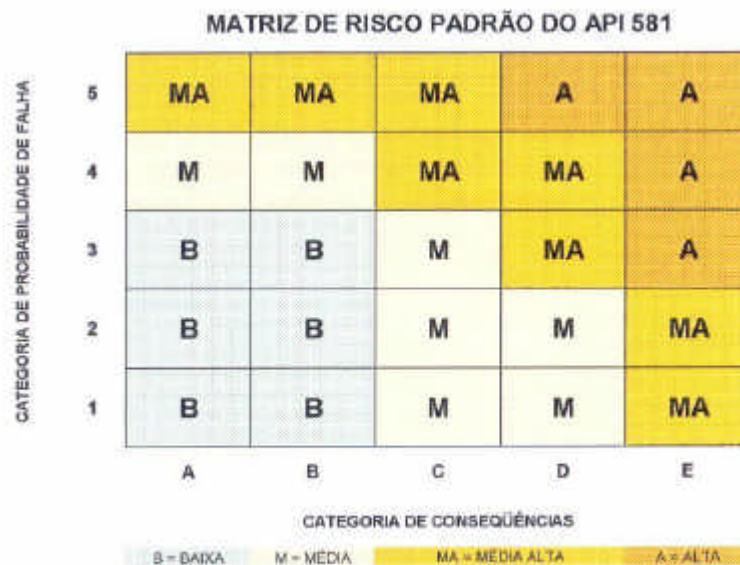 MATRIZ DE RISCO PADRÃO DO API 581
CATEGORIA DE PROBABILIDADE DE FALHA
5 MA MA MA A A
4 M M MA MA A
3 B B M MA A
2 B B M M MA
1 B B M M MA
A B C D E
CATEGORIA DE CONSEQÜÊNCIAS
B = BAIXA M = MÉDIA MA = MÉDIA ALTA A = ALTA